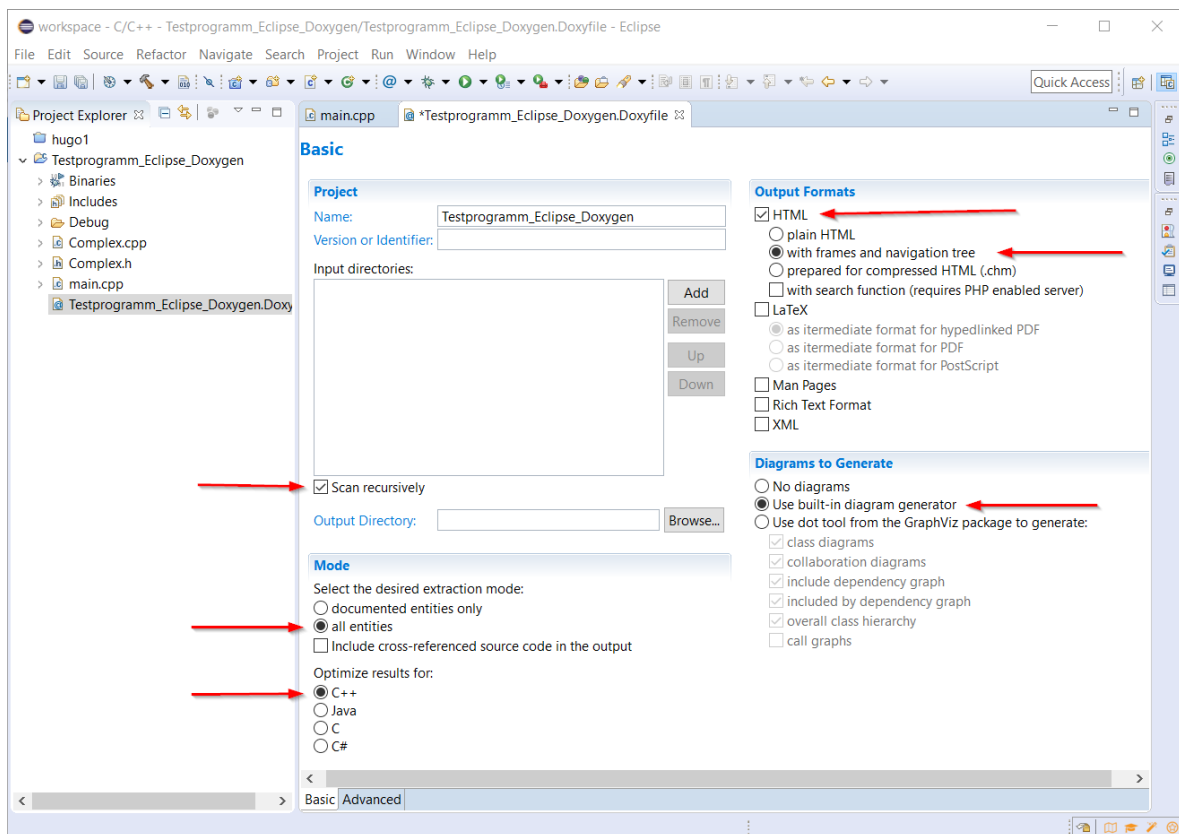 workspace - C/C++ - Testprogramm_Eclipse_Doxygen/Testprogramm_Eclipse_Doxygen.Doxyfile - Eclipse
File Edit Source Refactor Navigate Search Project Run Window Help
Quick Access
Project Explorer
hugo1
Testprogramm_Eclipse_Doxygen
Binaries
Includes
Debug
Complex.cpp
Complex.h
main.cpp
Testprogramm_Eclipse_Doxygen.Doxy
main.cpp
*Testprogramm_Eclipse_Doxygen.Doxyfile
Basic
Project
Name: Testprogramm_Eclipse_Doxygen
Version or Identifier:
Input directories:
Add
Remove
Up
Down
Scan recursively
Output Directory: Browse...
Mode
Select the desired extraction mode:
documented entities only
all entities
Include cross-referenced source code in the output
Optimize results for:
C++
Java
C
C#
Output Formats
HTML
plain HTML
with frames and navigation tree
prepared for compressed HTML (.chm)
with search function (requires PHP enabled server)
LaTeX
as itermediate format for hypedlinked PDF
as itermediate format for PDF
as itermediate format for PostScript
Man Pages
Rich Text Format
XML
Diagrams to Generate
No diagrams
Use built-in diagram generator
Use dot tool from the GraphViz package to generate:
class diagrams
collaboration diagrams
include dependency graph
included by dependency graph
overall class hierarchy
call graphs
Basic Advanced